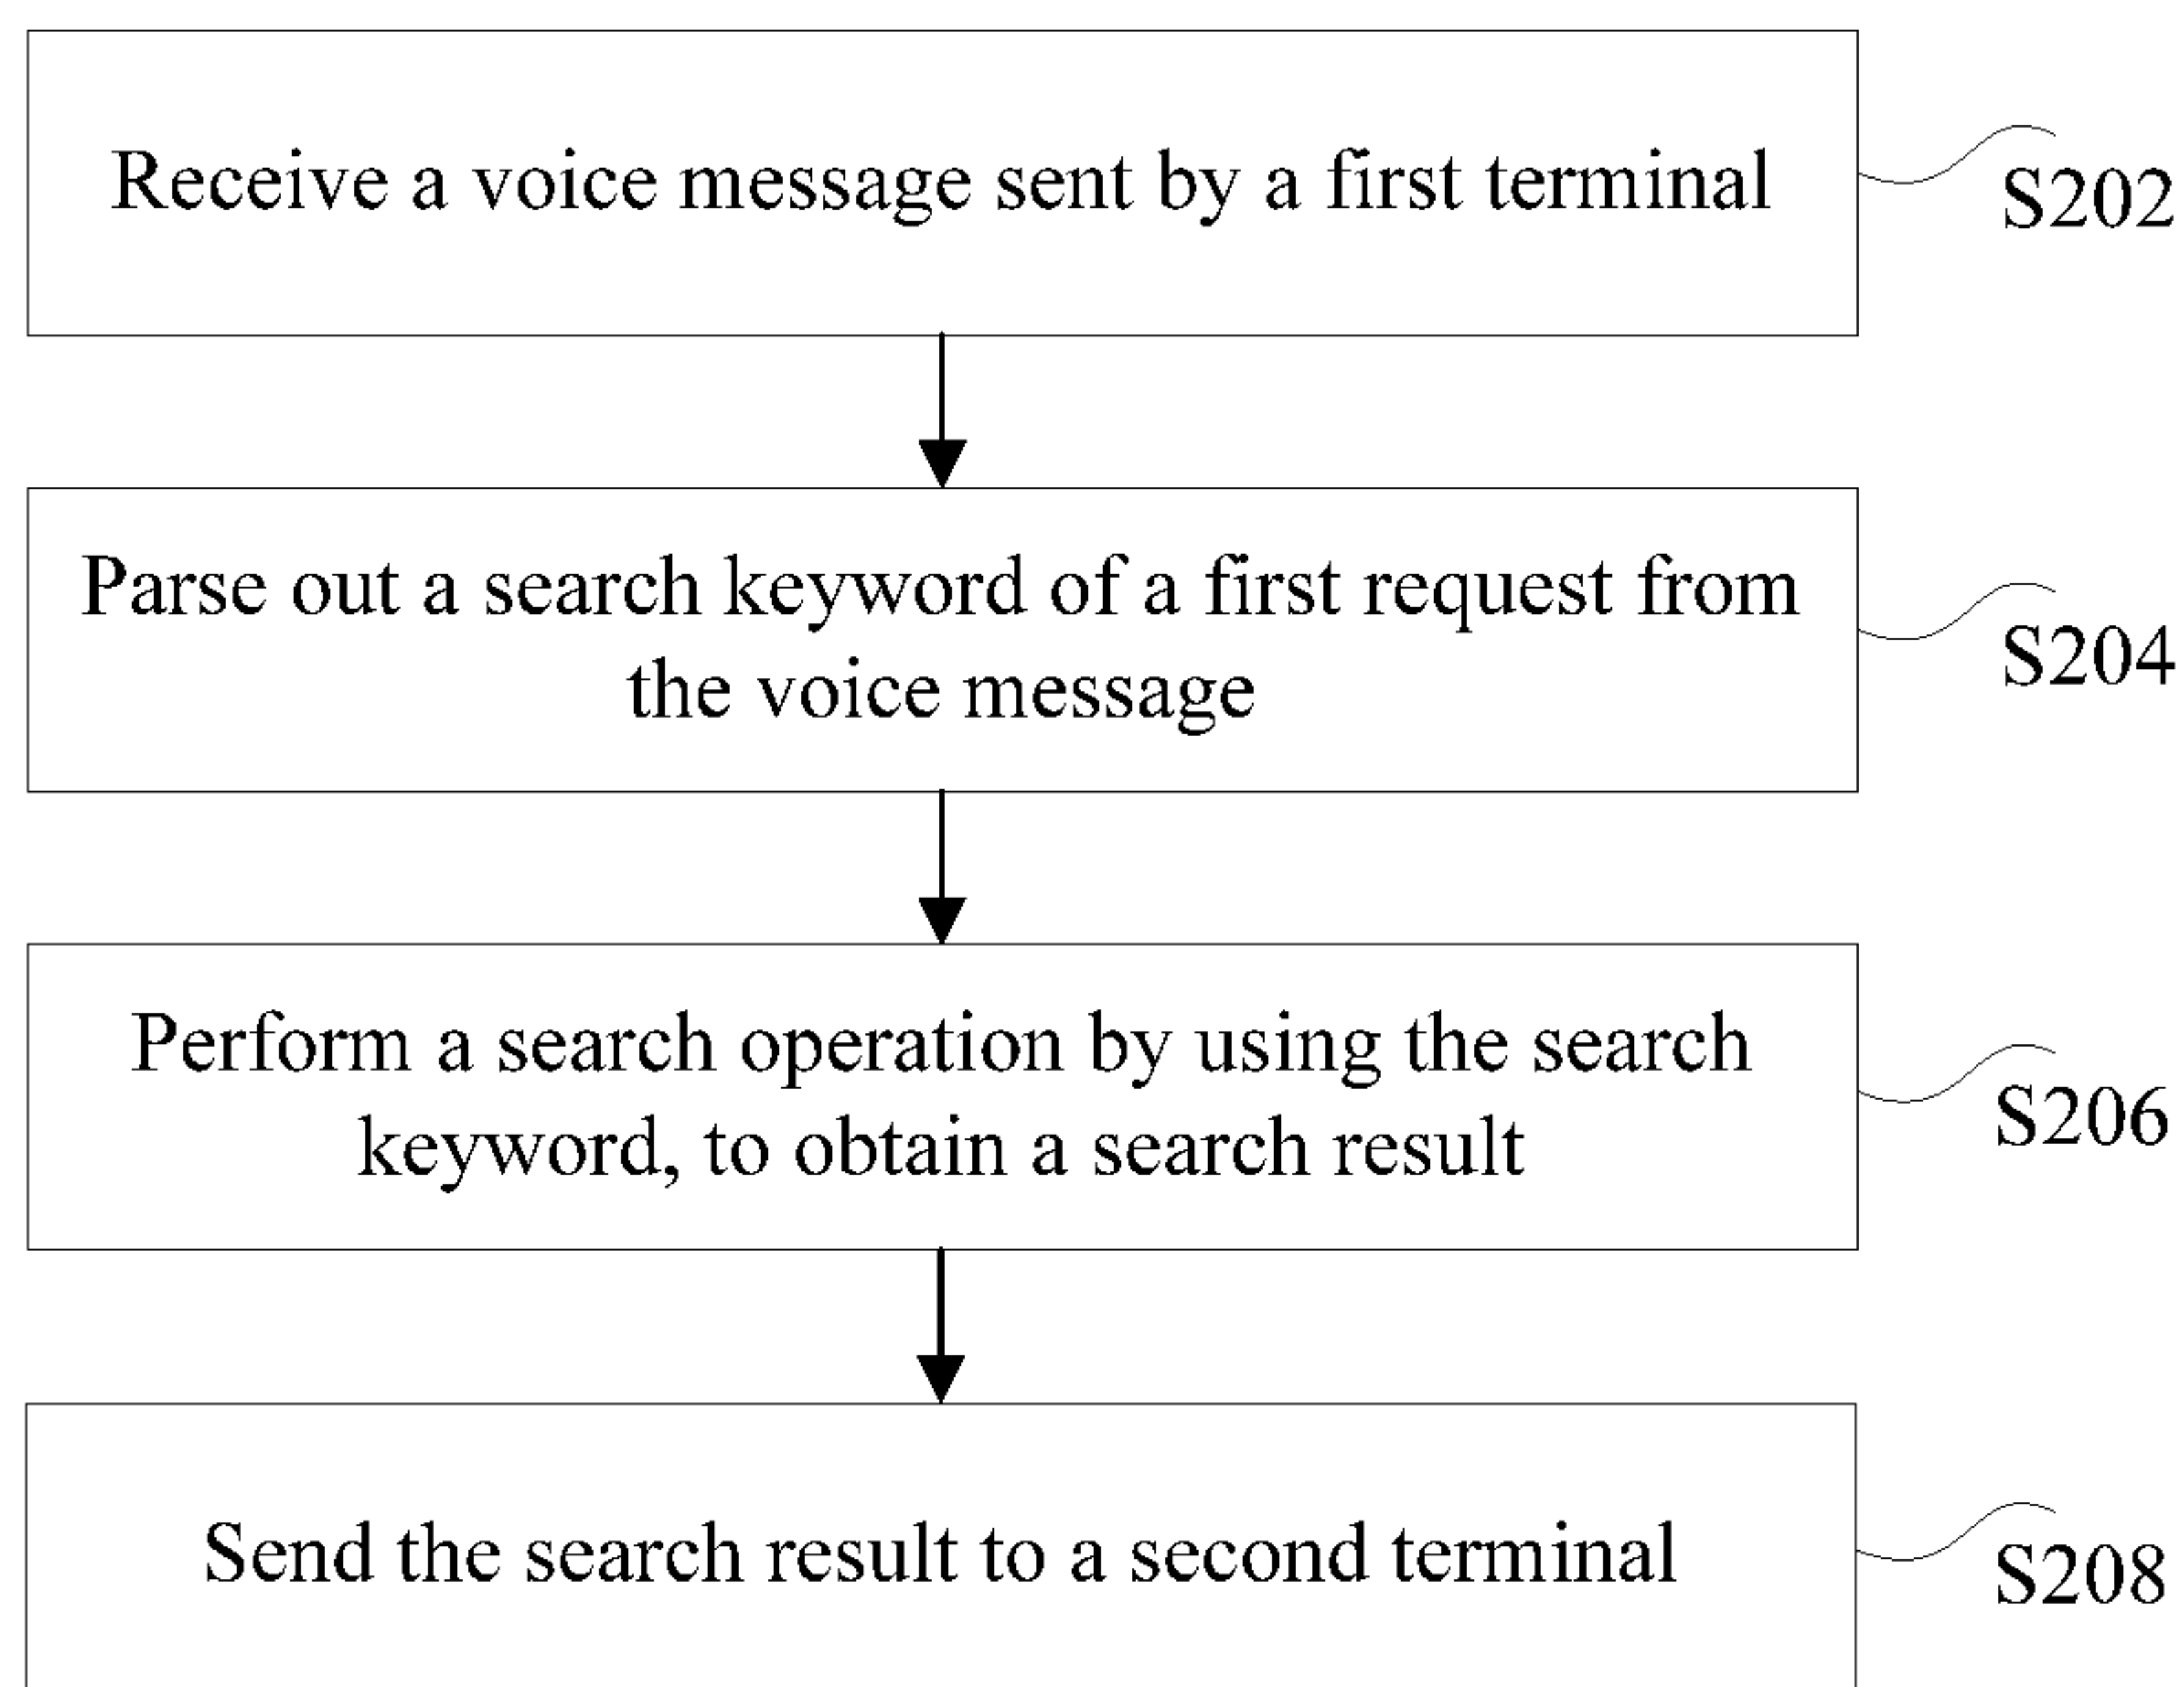 Receive a voice message sent by a first terminal
S202
Parse out a search keyword of a first request from
the voice message
S204
Perform a search operation by using the search
keyword, to obtain a search result
S206
Send the search result to a second terminal
S208